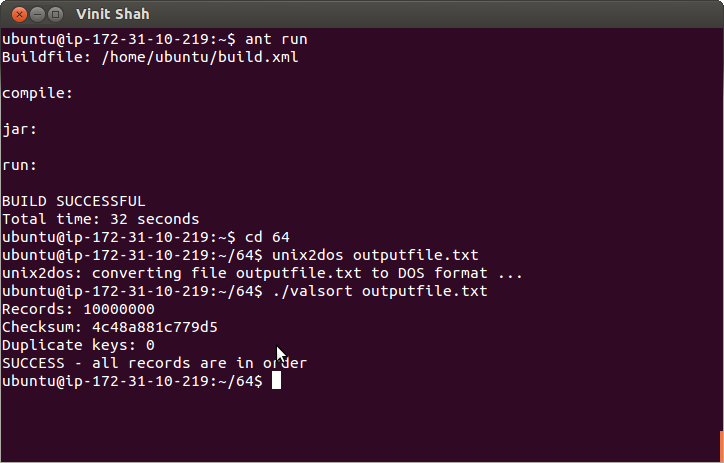 Vinit Shah
ubuntu@ip-172-31-10-219:~$ ant run
Buildfile: /home/ubuntu/build.xml
compile:
jar:
run:
BUILD SUCCESSFUL
Total time: 32 seconds
ubuntu@ip-172-31-10-219:~$ cd 64
ubuntu@ip-172-31-10-219:~/64$ unix2dos outputfile.txt
unix2dos: converting file outputfile.txt to DOS format ...
ubuntu@ip-172-31-10-219:~/64$ ./valsort outputfile.txt
Records: 10000000
Checksum: 4c48a881c779d5
Duplicate keys: 0
SUCCESS - all records are in order
ubuntu@ip-172-31-10-219:~/64$